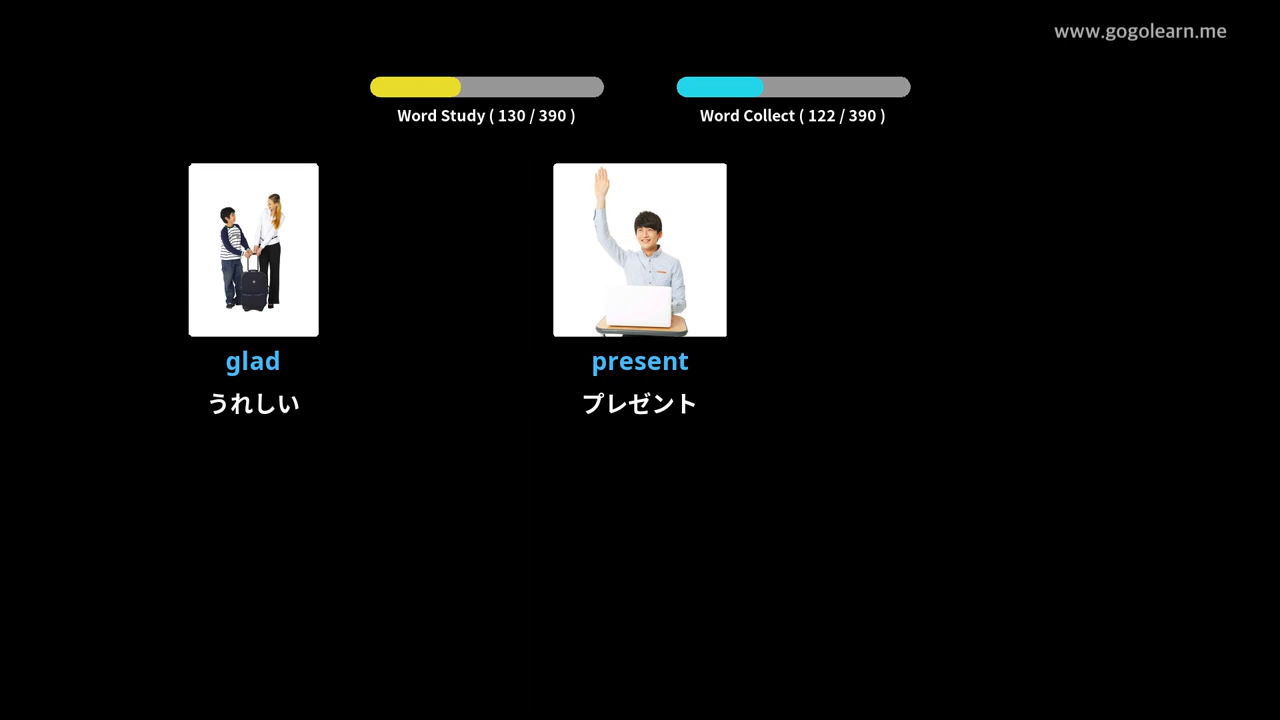 www.gogolearn.me
Word Study ( 130 / 390 )
Word Collect ( 122 / 390 )
glad
present
うれしい
プレゼント